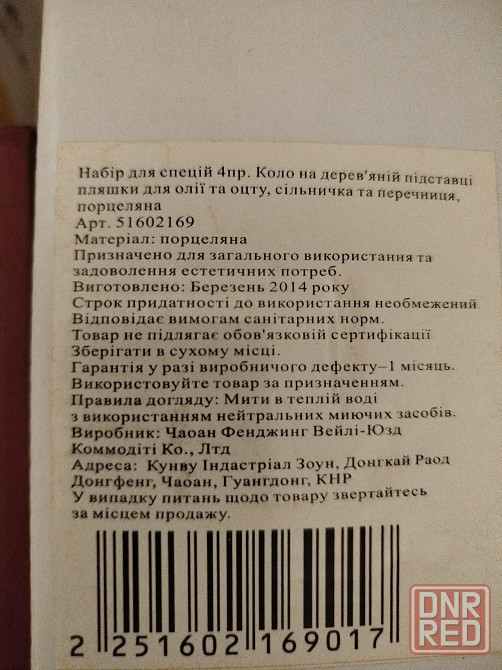 Набір для спецій 4пр. Коло на дерев'яній підставці
пляшки для олії та оцту, сільничка та перечниця,
порцеляна
Арт. 51602169
Матеріал: порцеляна
Призначено для загального використання та
задоволення естетичних потреб.
Виготовлено: Березень 2014 року
Строк придатності до використання необмежений
Відповідає вимогам санітарних норм.
Товар не підлягає обов'язковій сертифікації
Зберігати в сухому місці.
Гарантія у разі виробничого дефекту–1 місяць.
Використовуйте товар за призначенням.
Правила догляду: Мити в теплій воді
з використанням нейтральних миючих засобів.
Виробник: Чаоан Фенджинг Вейлі-Юзд
Коммодіті Ко., Лтд
Адреса: Кунву Індастріал Зоун, Донгкай Раод
Донгфенг, Чаоан, Гуангдонг, КНР
У випадку питань щодо товару звертайтесь
за місцем продажу.
2 251602 169017
DNR
RED